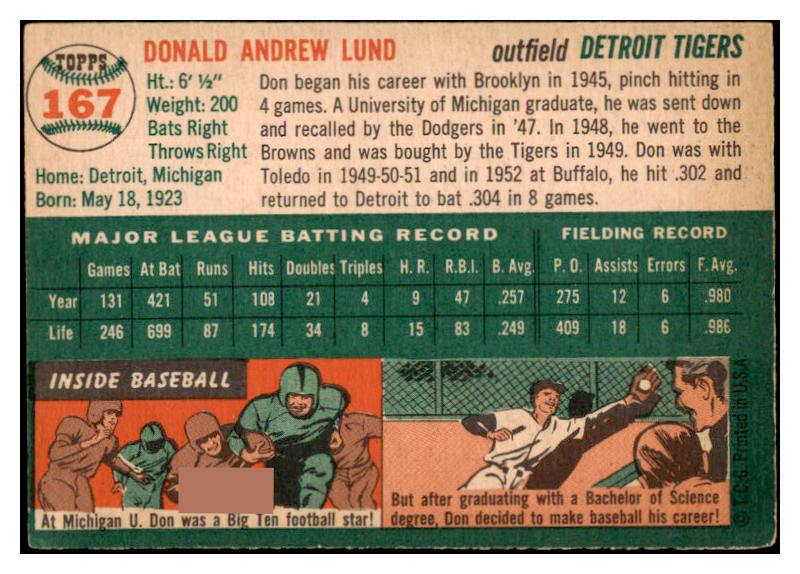 TOPPS
167
DONALD ANDREW LUND outfield DETROIT TIGERS
Ht.: 6' ½"
Weight: 200
Bats Right
Throws Right
Home: Detroit, Michigan
Born: May 18, 1923
Don began his career with Brooklyn in 1945, pinch hitting in
4 games. A University of Michigan graduate, he was sent down
and recalled by the Dodgers in '47. In 1948, he went to the
Browns and was bought by the Tigers in 1949. Don was with
Toledo in 1949-50-51 and in 1952 at Buffalo, he hit .302 and
returned to Detroit to bat .304 in 8 games.
MAJOR LEAGUE BATTING RECORD FIELDING RECORD
Games At Bat Runs Hits Doubles Triples H. R. R.B.I. B. Avg. P. O. Assists Errors F. Avg.
Year 131 421 51 108 21 4 9 47 .257 275 12 6 .980
Life 246 699 87 174 34 8 15 83 .249 409 18 6 .986
INSIDE BASEBALL
At Michigan U. Don was a Big Ten football star!
But after graduating with a Bachelor of Science
degree, Don decided to make baseball his career!
© T.C.G. Printed in U.S.A.